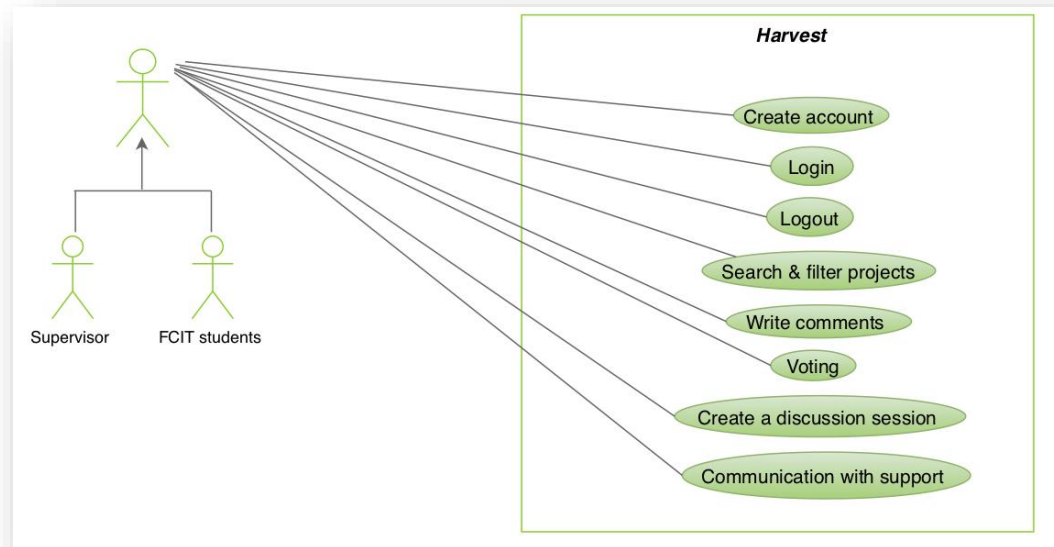 Harvest
Create account
Login
Logout
Search & filter projects
Write comments
Voting
Create a discussion session
Communication with support
Supervisor
FCIT students